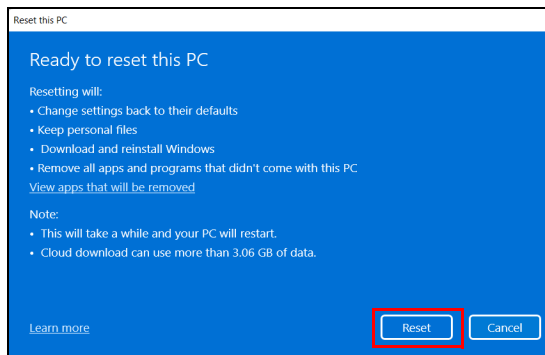 Reset this PC
Ready to reset this PC
Resetting will:
• Change settings back to their defaults
• Keep personal files
• Download and reinstall Windows
• Remove all apps and programs that didn't come with this PC
View apps that will be removed
Note:
• This will take a while and your PC will restart.
• Cloud download can use more than 3.06 GB of data.
Learn more
Reset
Cancel